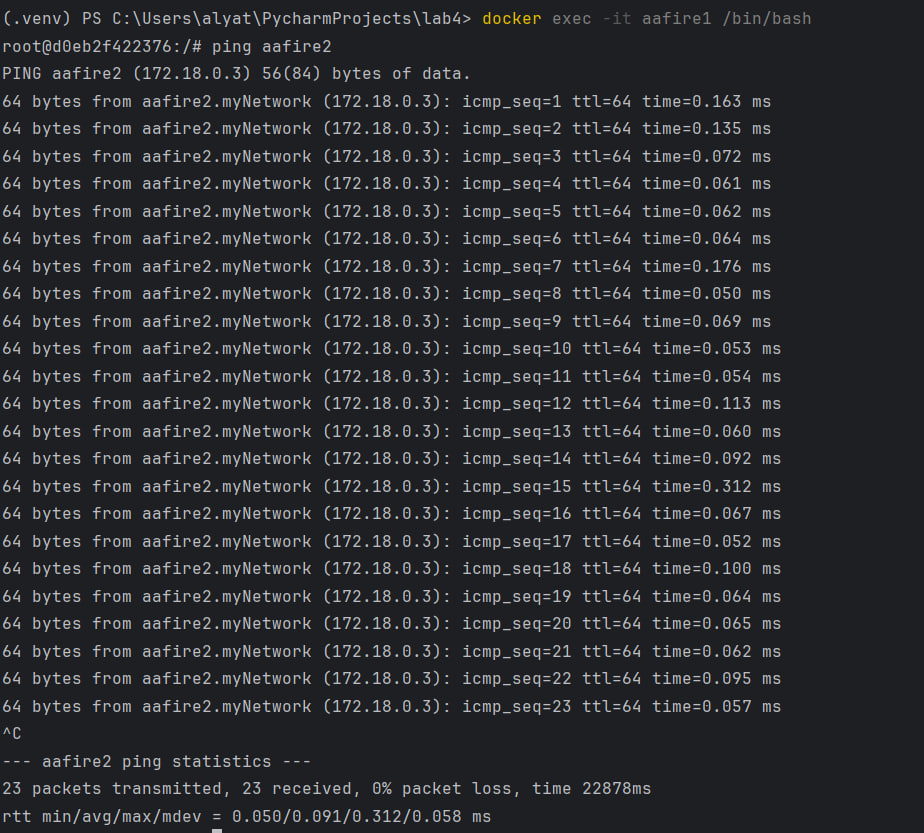 (.venv) PS C:\Users\alyat\PycharmProjects\lab4> docker exec -it aafire1 /bin/bash
root@d0eb2f422376:/# ping aafire2
PING aafire2 (172.18.0.3) 56(84) bytes of data.
64 bytes from aafire2.myNetwork (172.18.0.3): icmp_seq=1 ttl=64 time=0.163 ms
64 bytes from aafire2.myNetwork (172.18.0.3): icmp_seq=2 ttl=64 time=0.135 ms
64 bytes from aafire2.myNetwork (172.18.0.3): icmp_seq=3 ttl=64 time=0.072 ms
64 bytes from aafire2.myNetwork (172.18.0.3): icmp_seq=4 ttl=64 time=0.061 ms
64 bytes from aafire2.myNetwork (172.18.0.3): icmp_seq=5 ttl=64 time=0.062 ms
64 bytes from aafire2.myNetwork (172.18.0.3): icmp_seq=6 ttl=64 time=0.064 ms
64 bytes from aafire2.myNetwork (172.18.0.3): icmp_seq=7 ttl=64 time=0.176 ms
64 bytes from aafire2.myNetwork (172.18.0.3): icmp_seq=8 ttl=64 time=0.050 ms
64 bytes from aafire2.myNetwork (172.18.0.3): icmp_seq=9 ttl=64 time=0.069 ms
64 bytes from aafire2.myNetwork (172.18.0.3): icmp_seq=10 ttl=64 time=0.053 ms
64 bytes from aafire2.myNetwork (172.18.0.3): icmp_seq=11 ttl=64 time=0.054 ms
64 bytes from aafire2.myNetwork (172.18.0.3): icmp_seq=12 ttl=64 time=0.113 ms
64 bytes from aafire2.myNetwork (172.18.0.3): icmp_seq=13 ttl=64 time=0.060 ms
64 bytes from aafire2.myNetwork (172.18.0.3): icmp_seq=14 ttl=64 time=0.092 ms
64 bytes from aafire2.myNetwork (172.18.0.3): icmp_seq=15 ttl=64 time=0.312 ms
64 bytes from aafire2.myNetwork (172.18.0.3): icmp_seq=16 ttl=64 time=0.067 ms
64 bytes from aafire2.myNetwork (172.18.0.3): icmp_seq=17 ttl=64 time=0.052 ms
64 bytes from aafire2.myNetwork (172.18.0.3): icmp_seq=18 ttl=64 time=0.100 ms
64 bytes from aafire2.myNetwork (172.18.0.3): icmp_seq=19 ttl=64 time=0.064 ms
64 bytes from aafire2.myNetwork (172.18.0.3): icmp_seq=20 ttl=64 time=0.065 ms
64 bytes from aafire2.myNetwork (172.18.0.3): icmp_seq=21 ttl=64 time=0.062 ms
64 bytes from aafire2.myNetwork (172.18.0.3): icmp_seq=22 ttl=64 time=0.095 ms
64 bytes from aafire2.myNetwork (172.18.0.3): icmp_seq=23 ttl=64 time=0.057 ms
^C
--- aafire2 ping statistics ---
23 packets transmitted, 23 received, 0% packet loss, time 22878ms
rtt min/avg/max/mdev = 0.050/0.091/0.312/0.058 ms